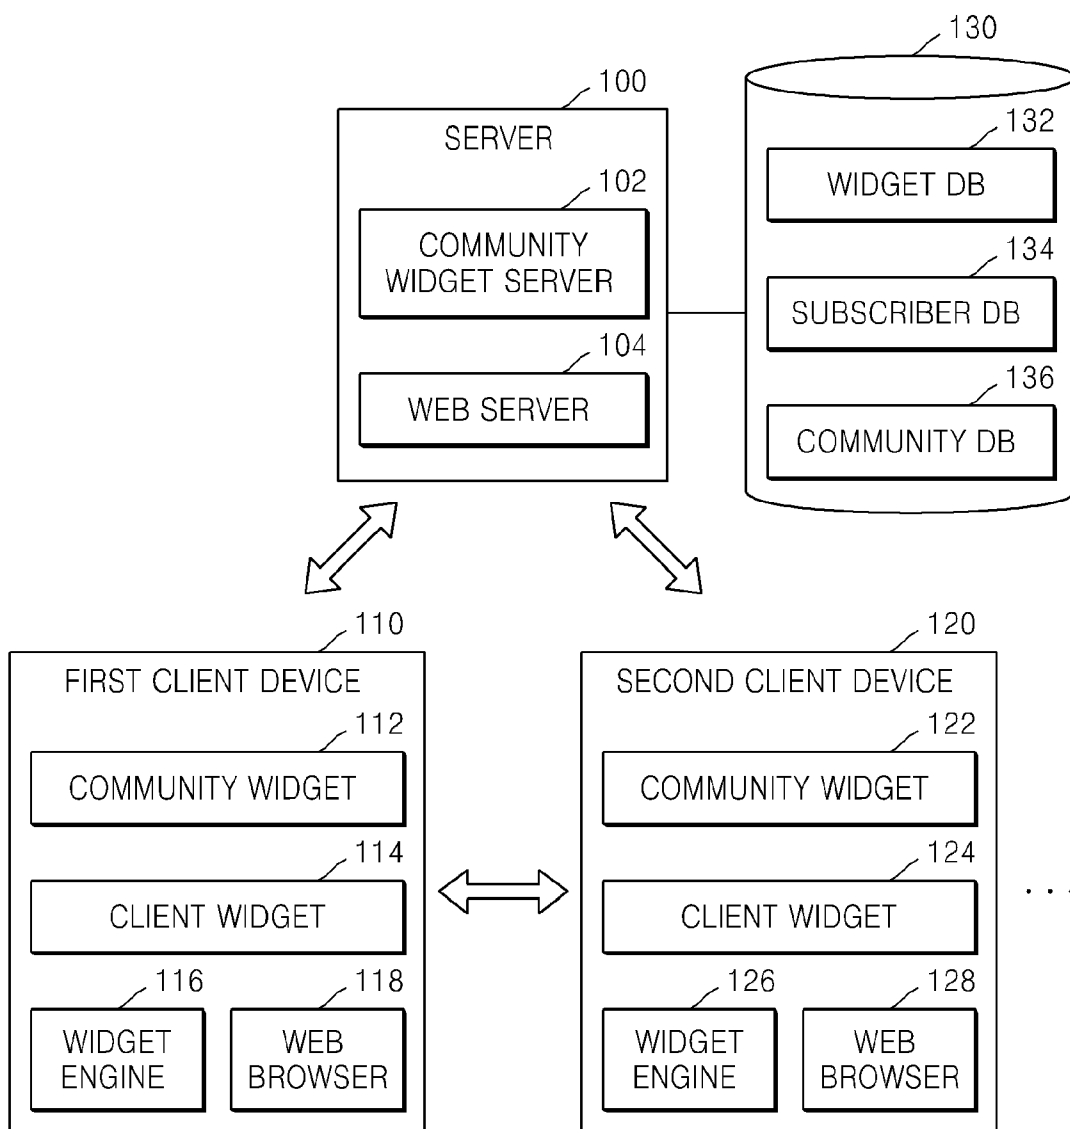 130
100
SERVER
132
WIDGET DB
102
COMMUNITY
WIDGET SERVER
134
SUBSCRIBER DB
104
WEB SERVER
136
COMMUNITY DB
110
FIRST CLIENT DEVICE
112
COMMUNITY WIDGET
114
CLIENT WIDGET
116
WIDGET
ENGINE
118
WEB
BROWSER
120
SECOND CLIENT DEVICE
122
COMMUNITY WIDGET
124
CLIENT WIDGET
126
WIDGET
ENGINE
128
WEB
BROWSER
. . .